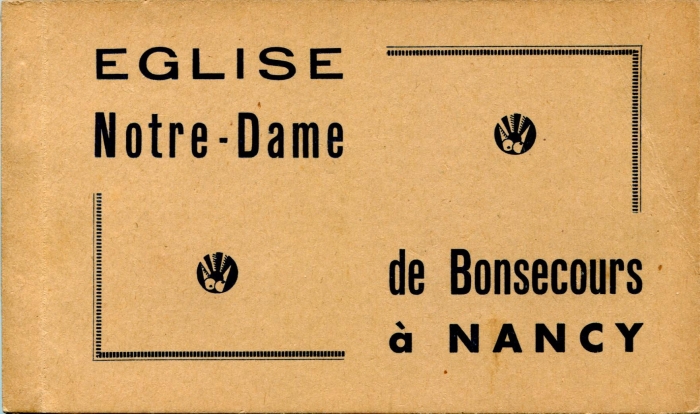 EGLISE
Notre-Dame
de Bonsecours
à NANCY